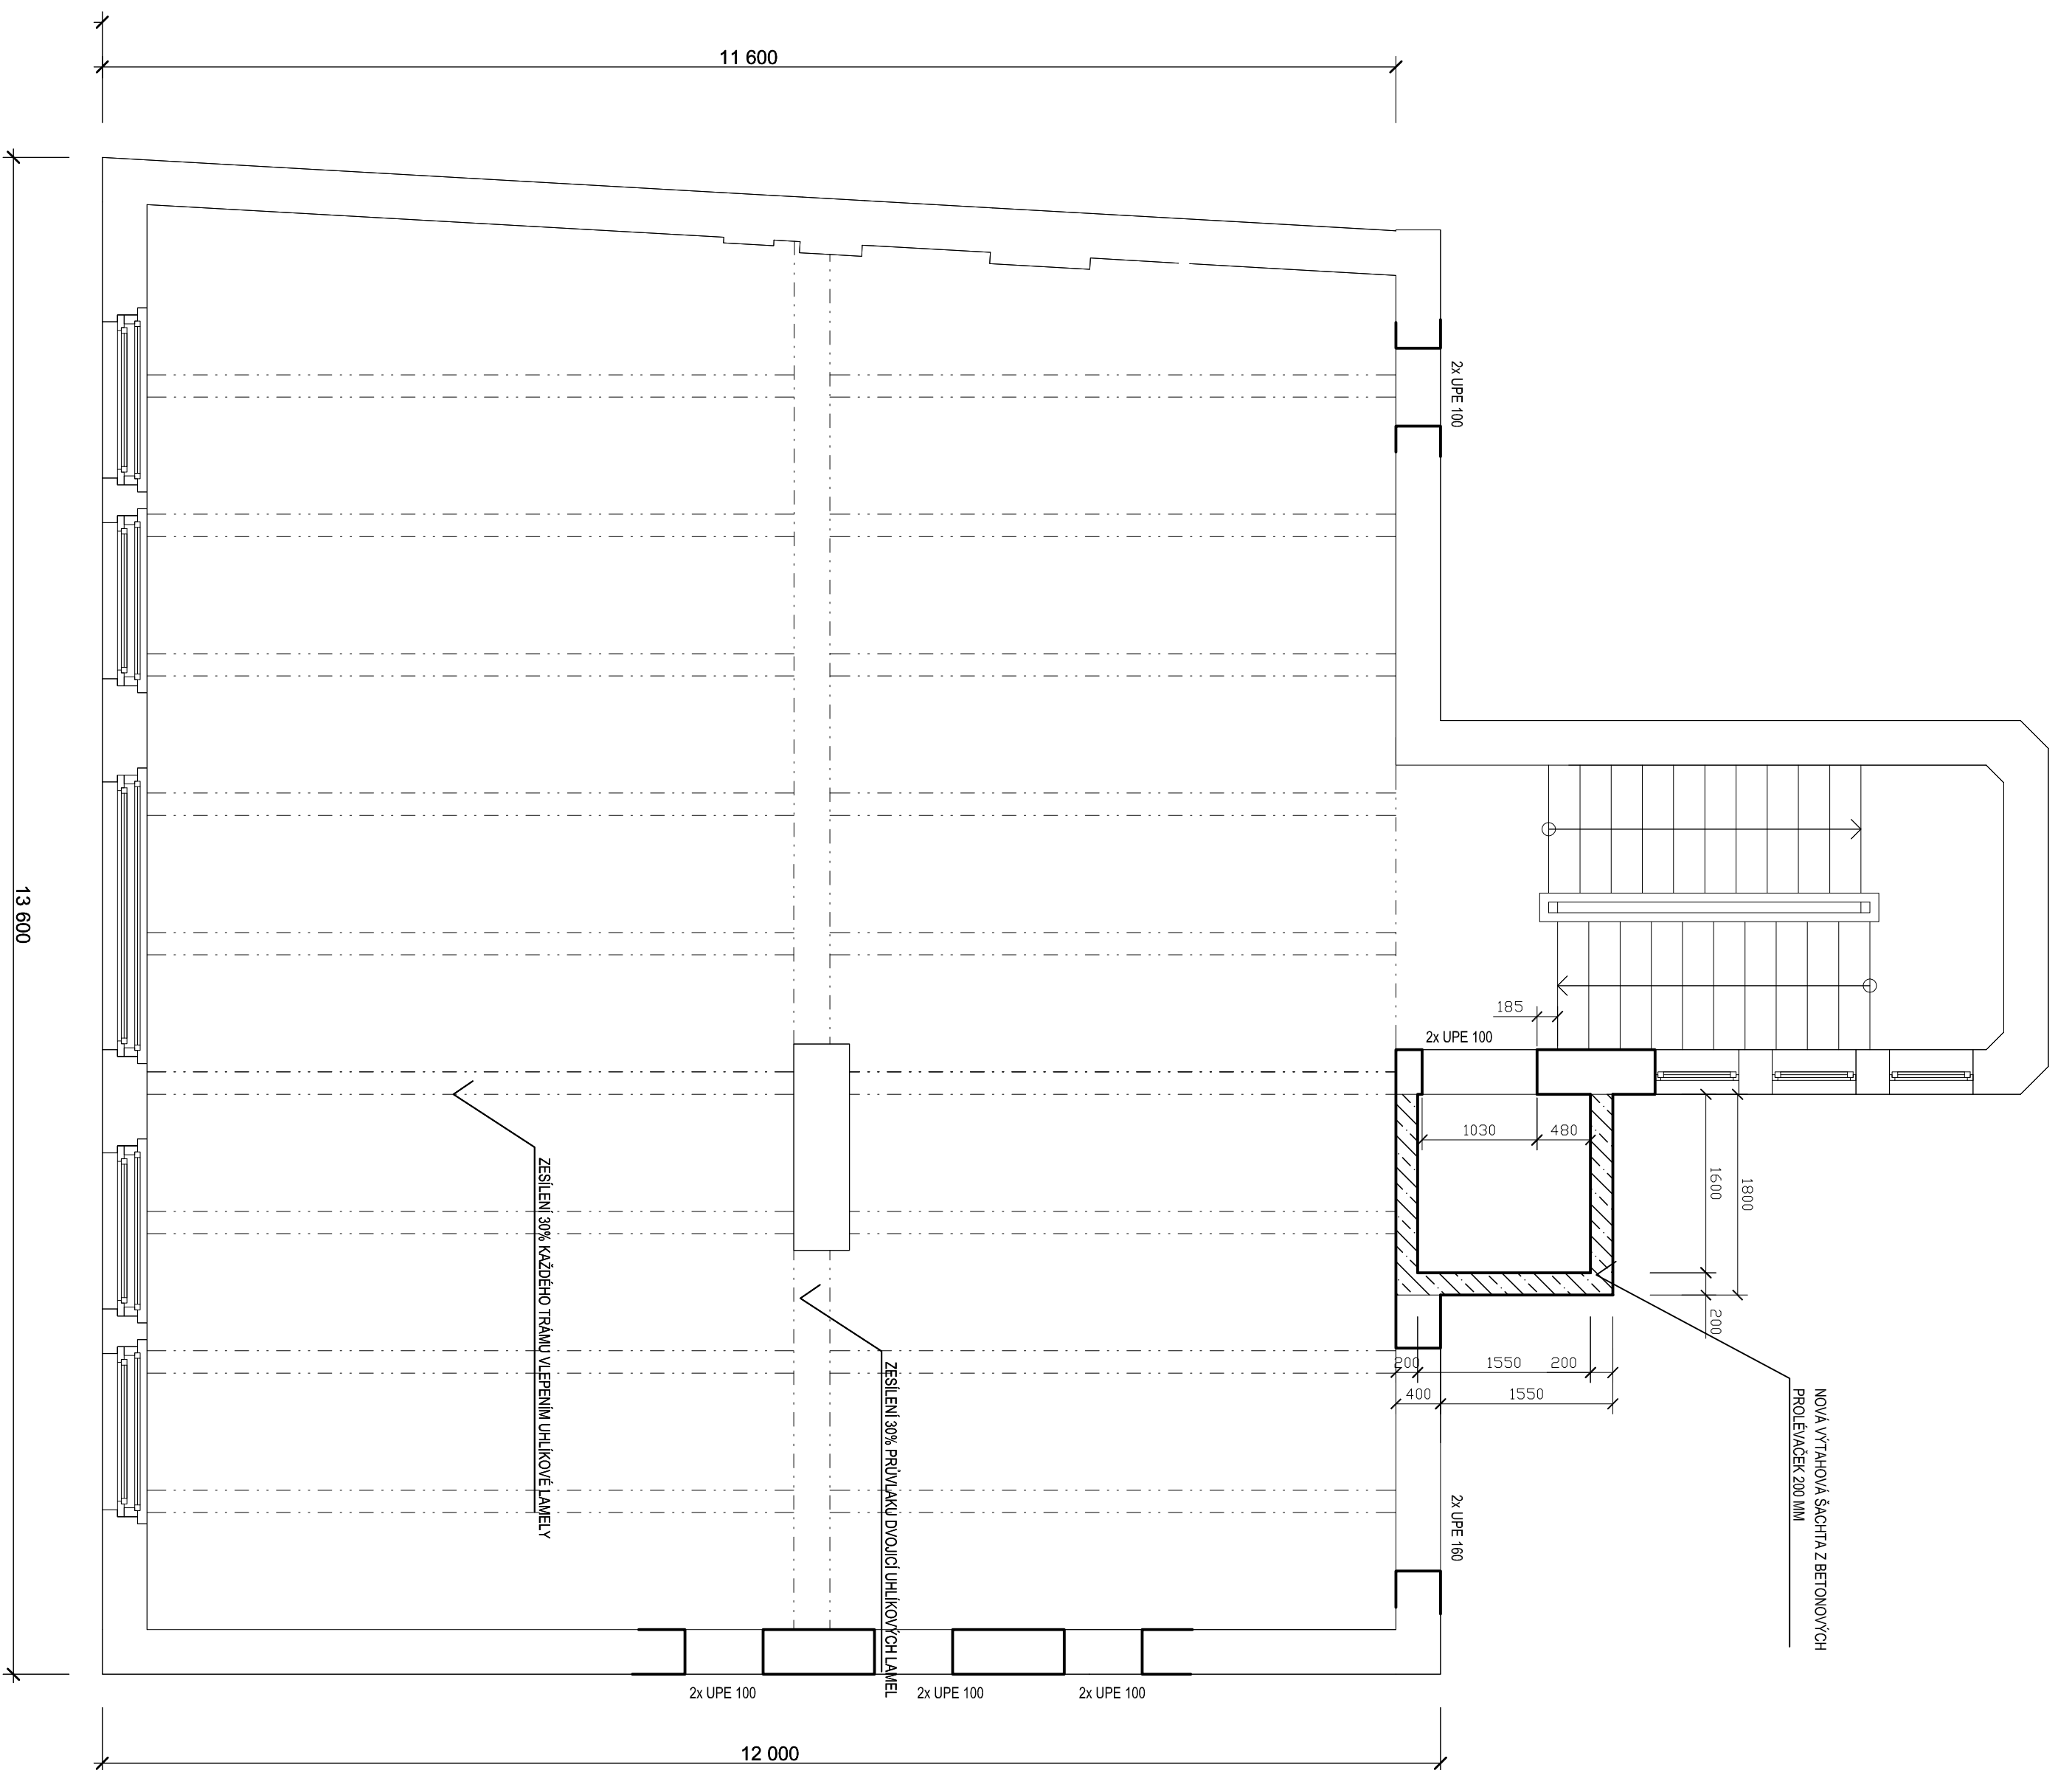 11 600
13 600
2x UPE 100
185
2x UPE 100
1030
480
1600
1800
200
200
1550
200
400
1550
ZESÍLENÍ 30% KAŽDÉHO TRÁMU VLEPENÍM UHLÍKOVÉ LAMELY
ZESÍLENÍ 30% PRŮVLAKU DVOJICÍ UHLÍKOVÝCH LAMEL
NOVÁ VÝTAHOVÁ ŠACHTA Z BETONOVÝCH
PROLÉVAČEK 200 MM
2x UPE 160
2x UPE 100
2x UPE 100
2x UPE 100
12 000